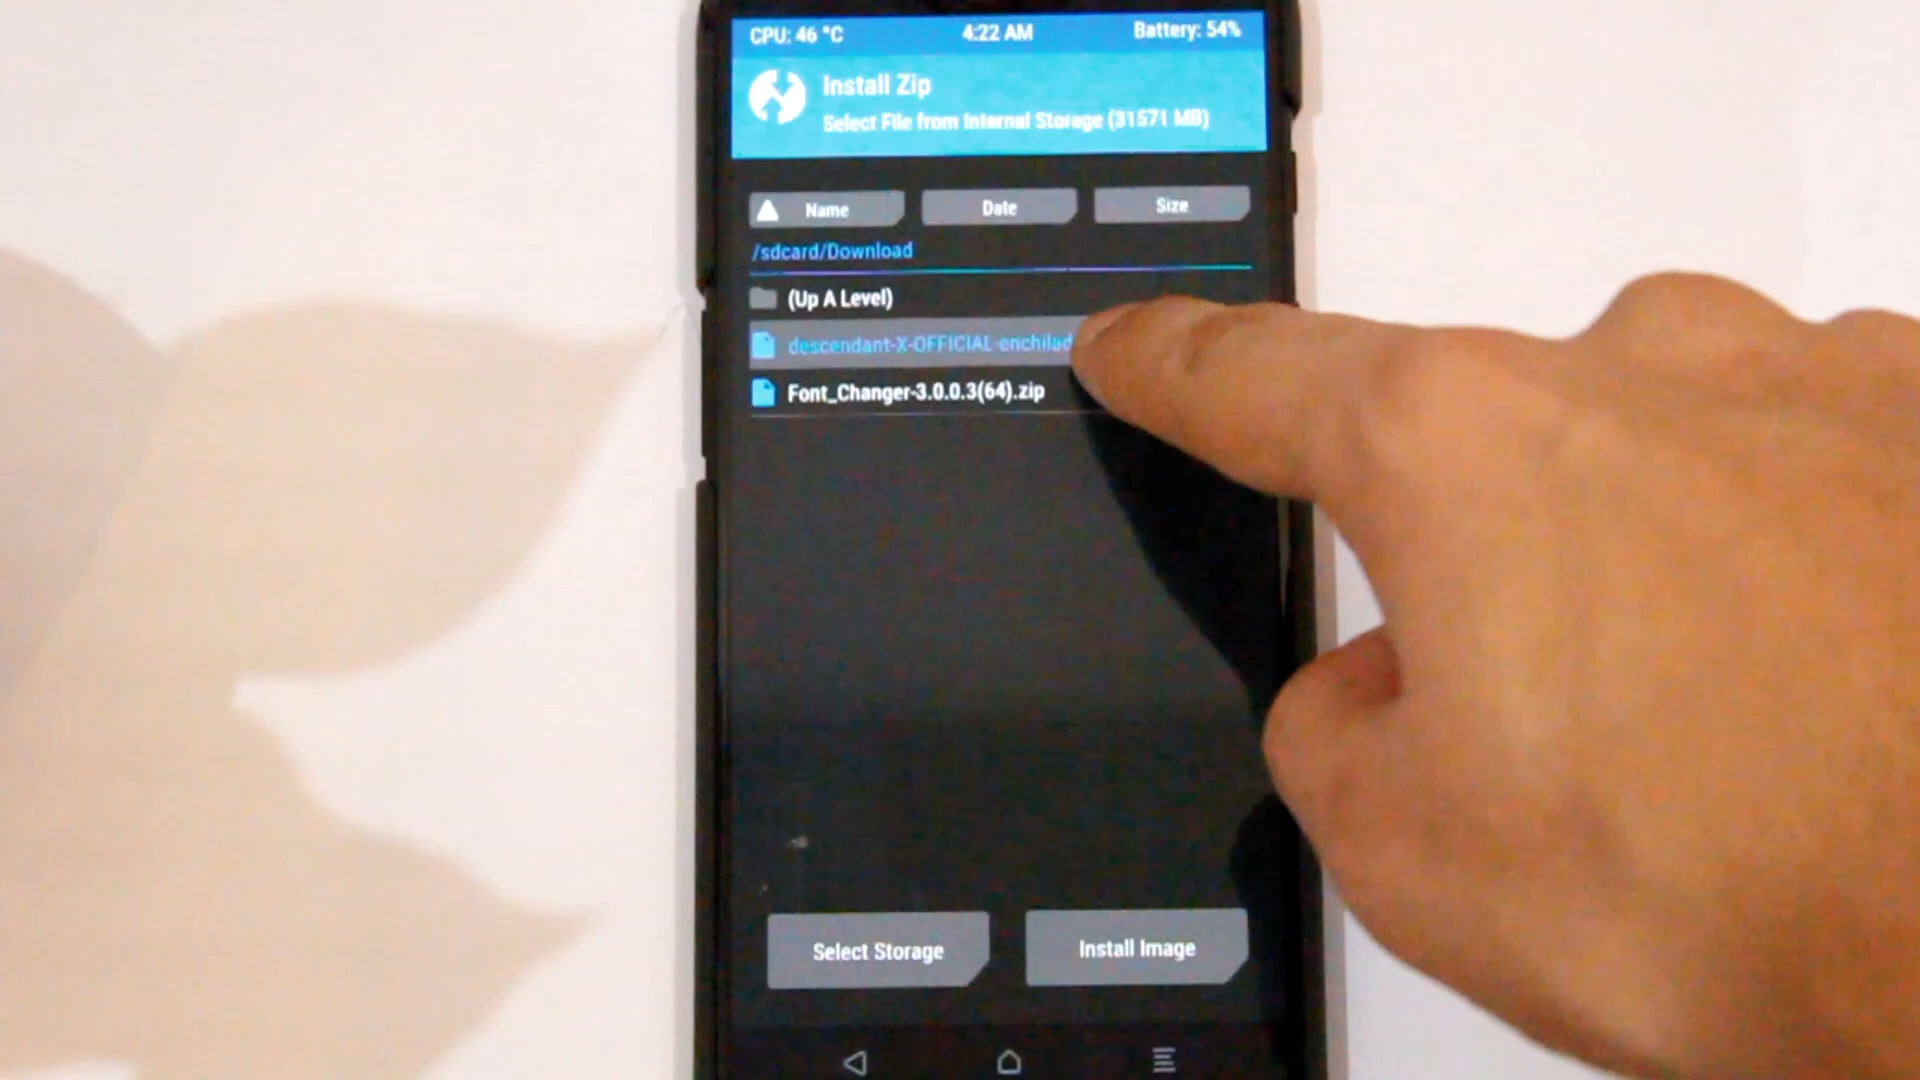 CPU: 46 °C 4:22 AM Battery: 54%
Install Zip
Select File from Internal Storage (31571 MB)
Name Date Size
/sdcard/Download
(Up A Level)
descendant-X-OFFICIAL-enchilad
Font_Changer-3.0.0.3(64).zip
Select Storage Install Image